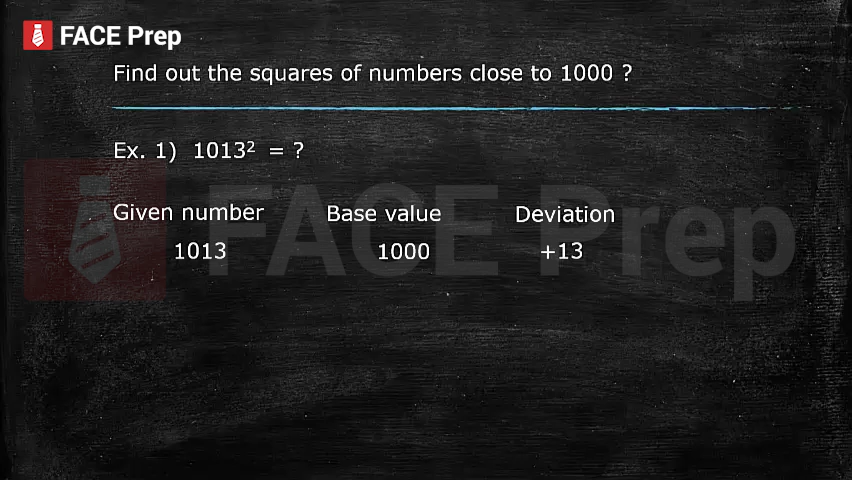 FACE Prep
Find out the squares of numbers close to 1000 ?
Ex. 1) 1013² = ?
FACE Prep
Given number Base value Deviation
1013 1000 +13